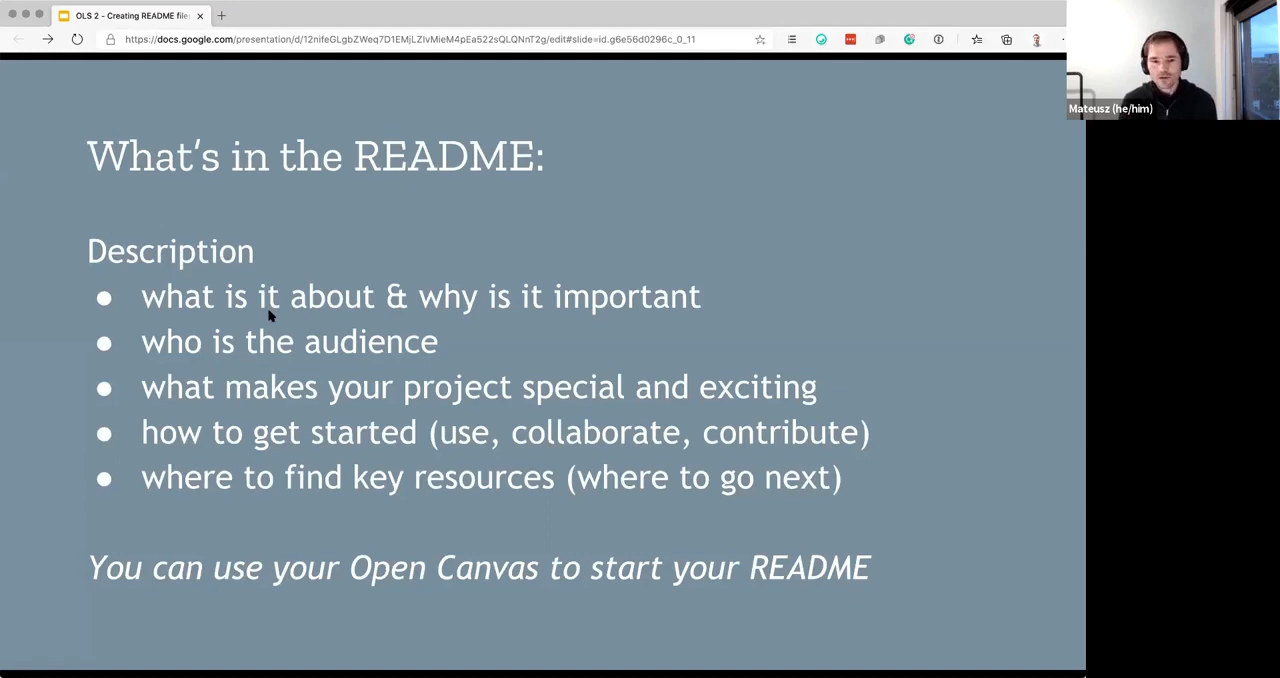 OLS 2 - Creating README file
https://docs.google.com/presentation/d/12nifeGLgbZWeq7D1EMjLZIvMieM4pEa522sQLQNnT2g/edit#slide=id.g6e56d0296c_0_11
Mateusz (he/him)
What's in the README:
Description
● what is it about & why is it important
● who is the audience
● what makes your project special and exciting
● how to get started (use, collaborate, contribute)
● where to find key resources (where to go next)
You can use your Open Canvas to start your README